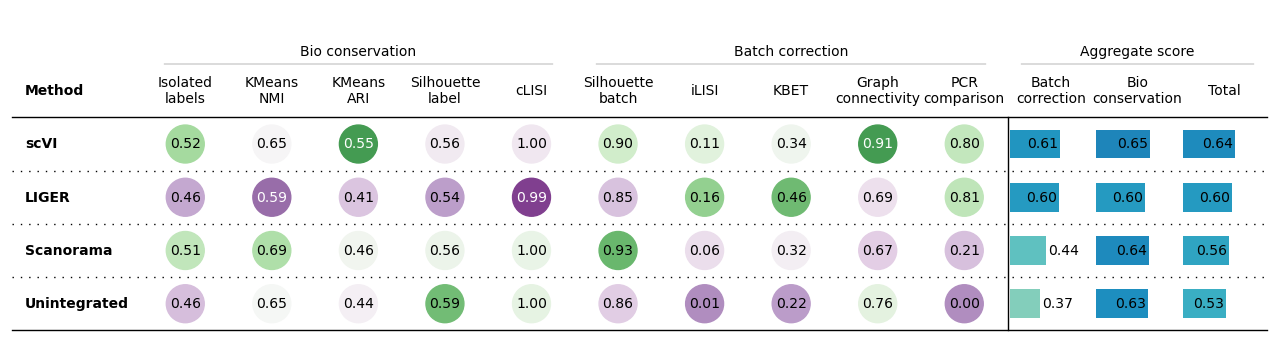 Bio conservation Batch correction Aggregate score
Method Isolated labels KMeans NMI KMeans ARI Silhouette label cLISI Silhouette batch iLISI KBET Graph connectivity PCR comparison Batch correction Bio conservation Total
scVI 0.52 0.65 0.55 0.56 1.00 0.90 0.11 0.34 0.91 0.80 0.61 0.65 0.64
LIGER 0.46 0.59 0.41 0.54 0.99 0.85 0.16 0.46 0.69 0.81 0.60 0.60 0.60
Scanorama 0.51 0.69 0.46 0.56 1.00 0.93 0.06 0.32 0.67 0.21 0.44 0.64 0.56
Unintegrated 0.46 0.65 0.44 0.59 1.00 0.86 0.01 0.22 0.76 0.00 0.37 0.63 0.53